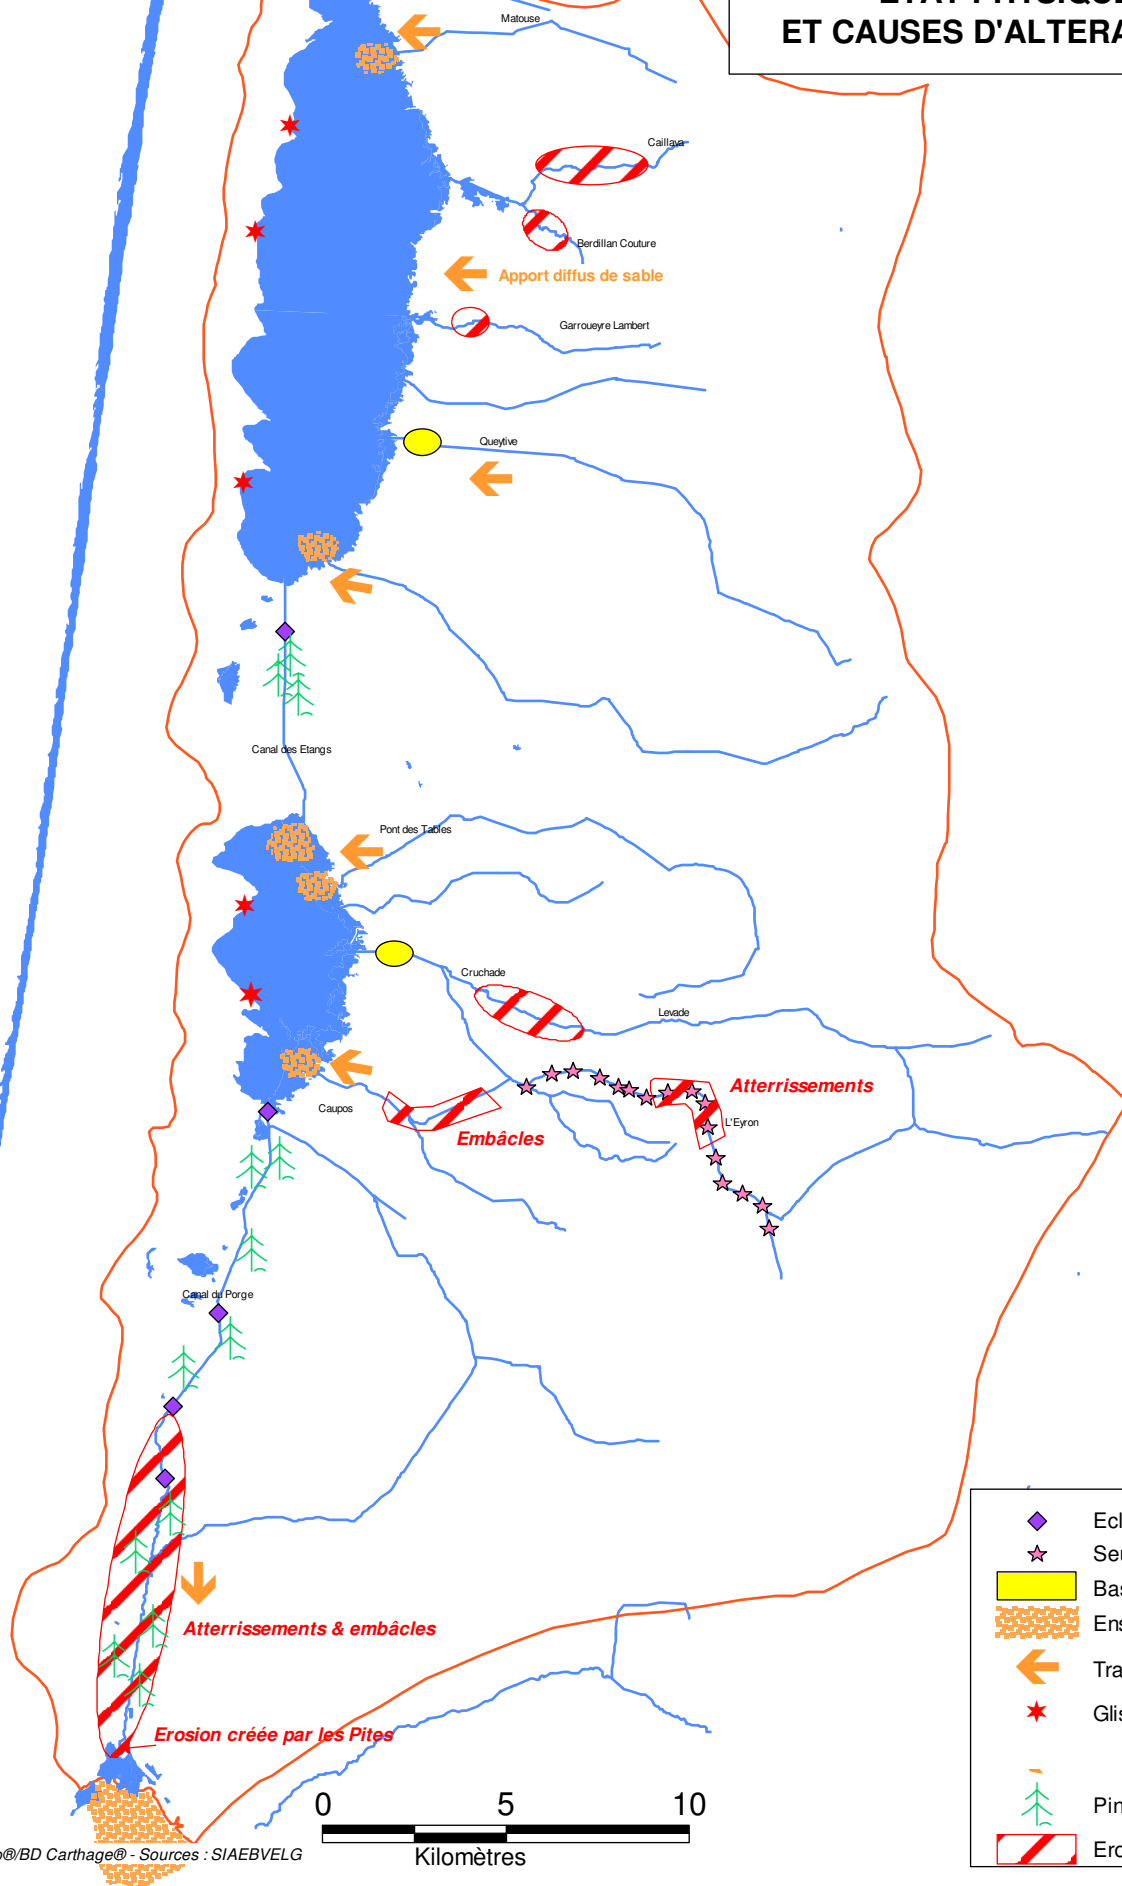 ET CAUSES D'ALTERA
Matouse
Caillava
Berdillan Couture
Apport diffus de sable
Garroueyre Lambert
Queytive
Canal des Etangs
Pont des Tables
Cruchade
Levade
Atterrissements
Caupos
L'Eyron
Embâcles
Canal du Porge
Ecl
Seu
Bas
Ens
Atterrissements & embâcles
Tra
Glis
Erosion créée par les Pites
0 5 10
Pin
Kilomètres
Ero
o®/BD Carthage® - Sources : SIAEBVELG